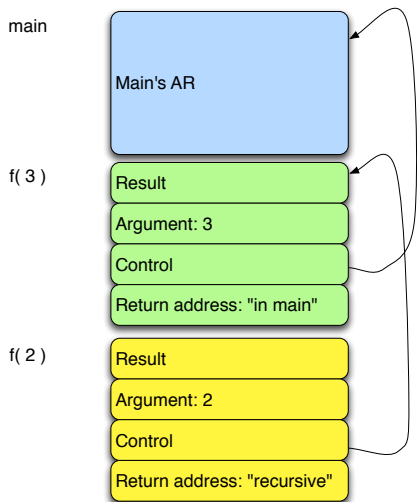 main
Main's AR
f( 3 )
Result
Argument: 3
Control
Return address: "in main"
f( 2 )
Result
Argument: 2
Control
Return address: "recursive"